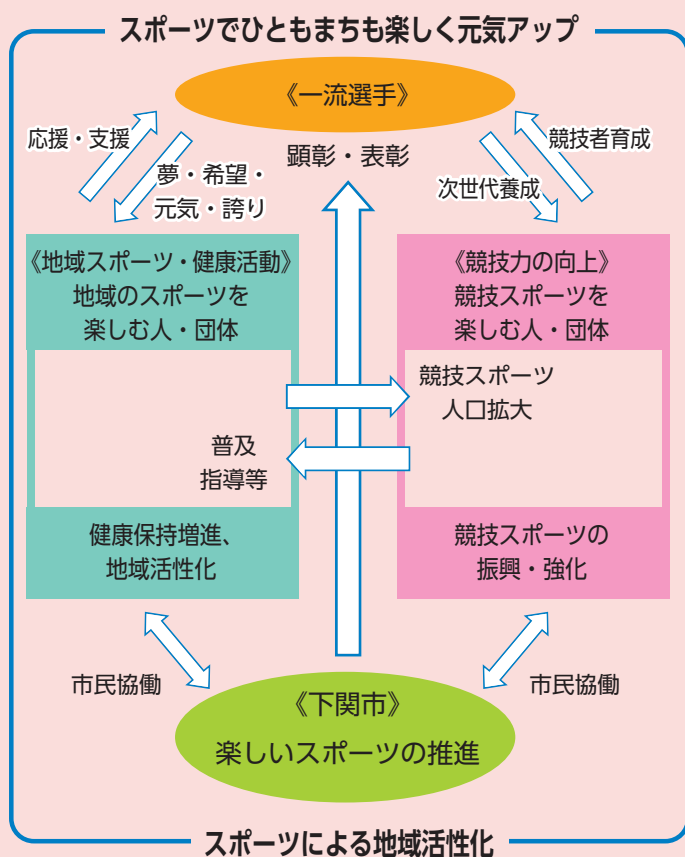 スポーツでひともまちも楽しく元気アップ
《一流選手》
応援・支援
夢・希望・
元気・誇り
顕彰・表彰
競技者育成
次世代養成
《地域スポーツ・健康活動》
地域のスポーツを
楽しむ人・団体
《競技力の向上》
競技スポーツを
楽しむ人・団体
競技スポーツ
人口拡大
普及
指導等
健康保持増進、
地域活性化
競技スポーツの
振興・強化
市民協働
市民協働
《下関市》
楽しいスポーツの推進
スポーツによる地域活性化